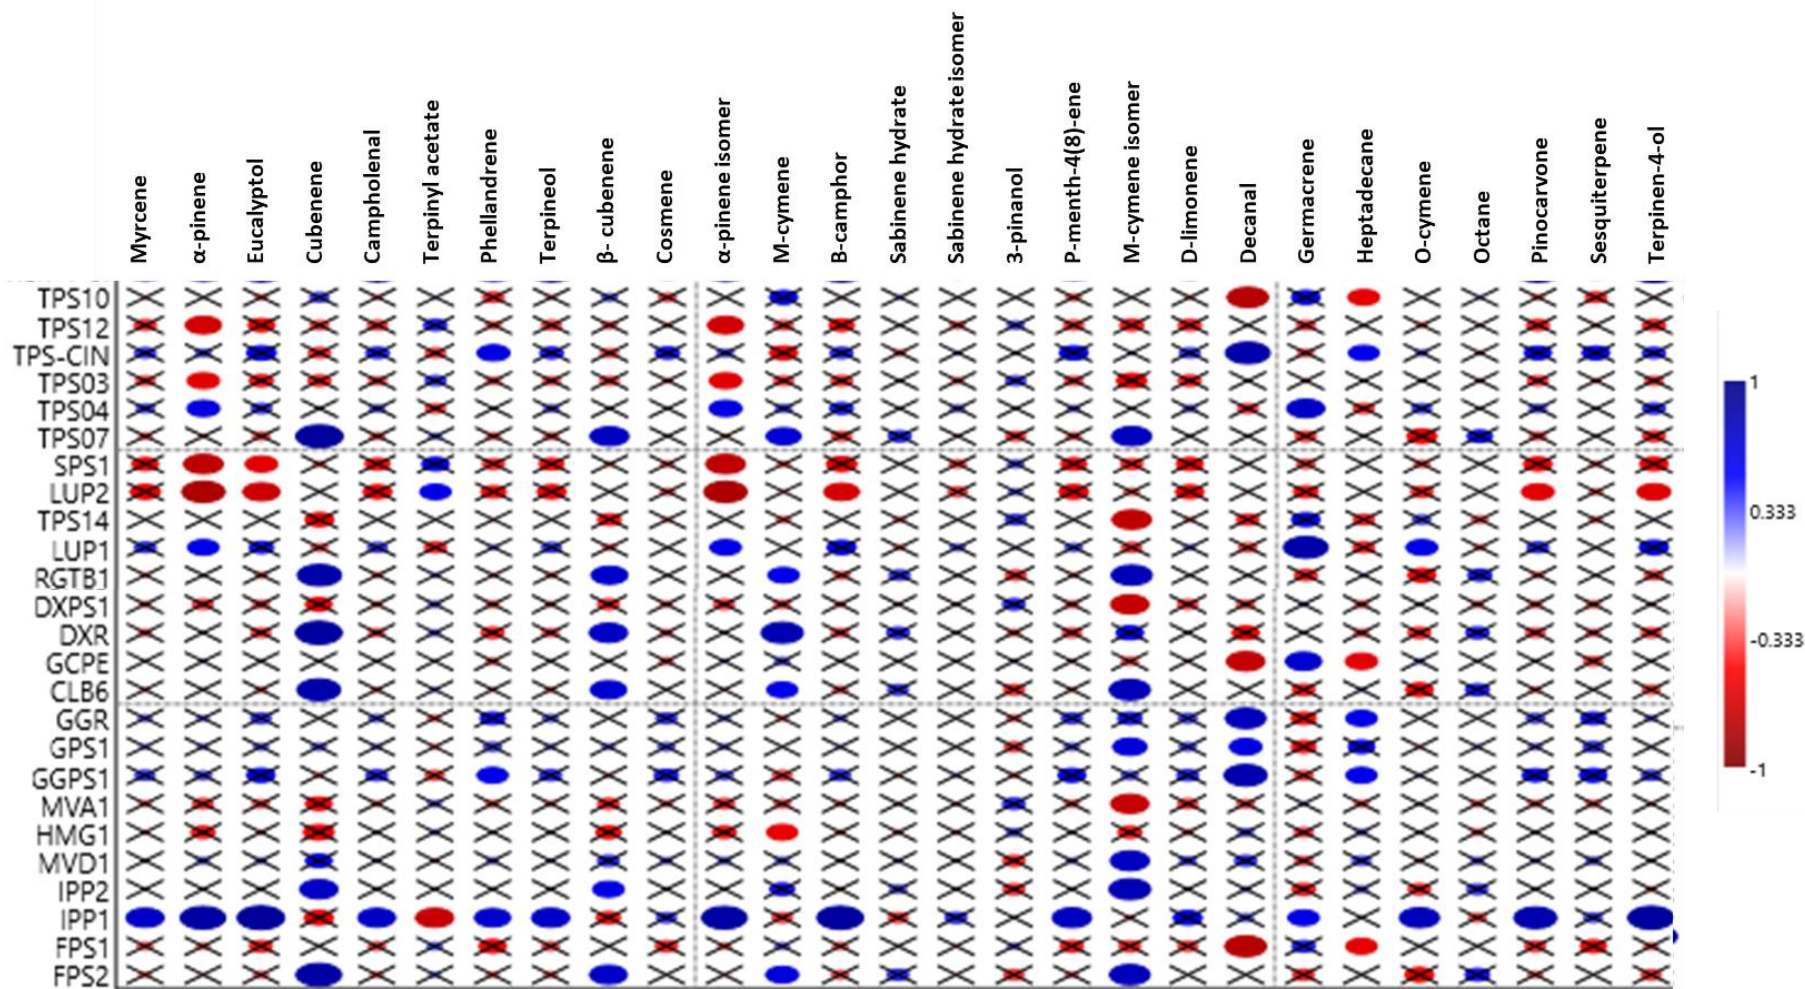 Myrcene
α-pinene
Eucalyptol
Cubenene
Campholenal
Terpinyl acetate
Phellandrene
Terpineol
β- cubenene
Cosmene
α-pinene isomer
M-cymene
B-camphor
Sabinene hydrate
Sabinene hydrate isomer
3-pinanol
P-menth-4(8)-ene
M-cymene isomer
D-limonene
Decanal
Germacrene
Heptadecane
O-cymene
Octane
Pinocarvone
Sesquiterpene
Terpinen-4-ol
TPS10
TPS12
TPS-CIN
TPS03
TPS04
TPS07
SPS1
LUP2
TPS14
LUP1
RGTB1
DXPS1
DXR
GCPE
CLB6
GGR
GPS1
GGPS1
MVA1
HMG1
MVD1
IPP2
IPP1
FPS1
FPS2
1
0.333
-0.333
-1